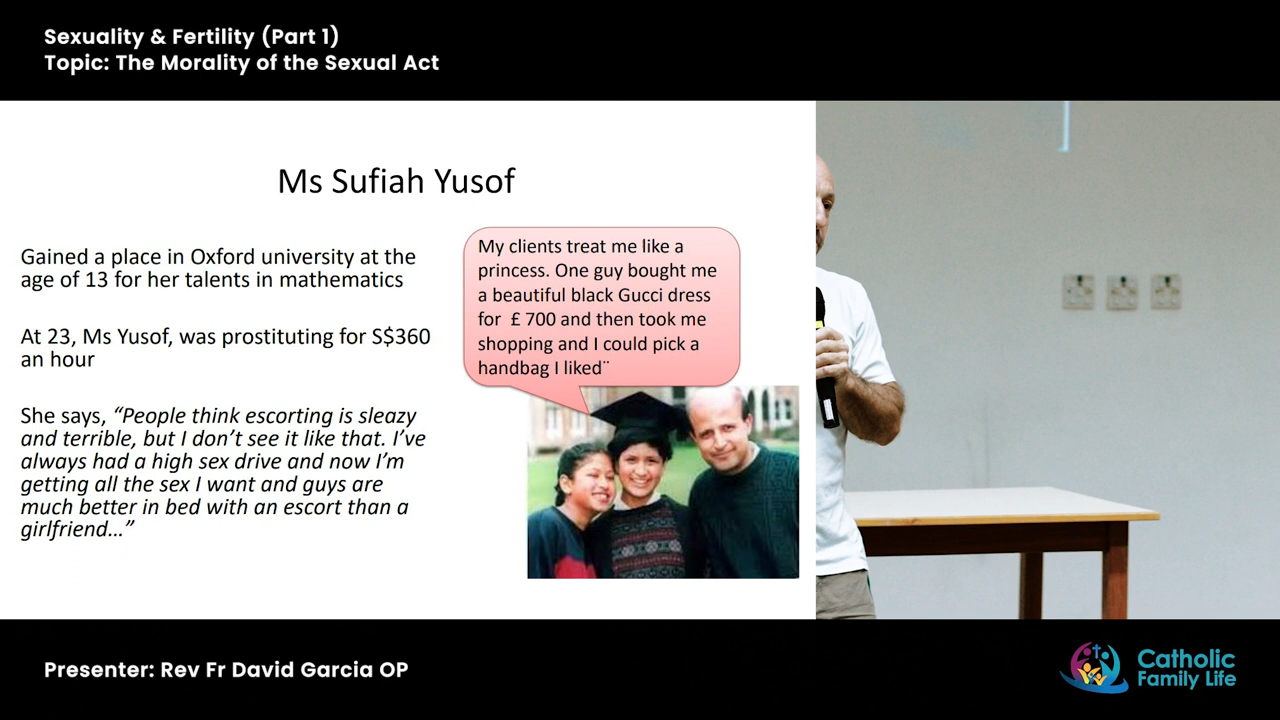 Sexuality & Fertility (Part 1)
Topic: The Morality of the Sexual Act
Ms Sufiah Yusof
Gained a place in Oxford university at the
age of 13 for her talents in mathematics
At 23, Ms Yusof, was prostituting for S$360
an hour
She says, “People think escorting is sleazy
and terrible, but I don’t see it like that. I’ve
always had a high sex drive and now I’m
getting all the sex I want and guys are
much better in bed with an escort than a
girlfriend…”
My clients treat me like a
princess. One guy bought me
a beautiful black Gucci dress
for £ 700 and then took me
shopping and I could pick a
handbag I liked¨
Presenter: Rev Fr David Garcia OP
Catholic
Family Life